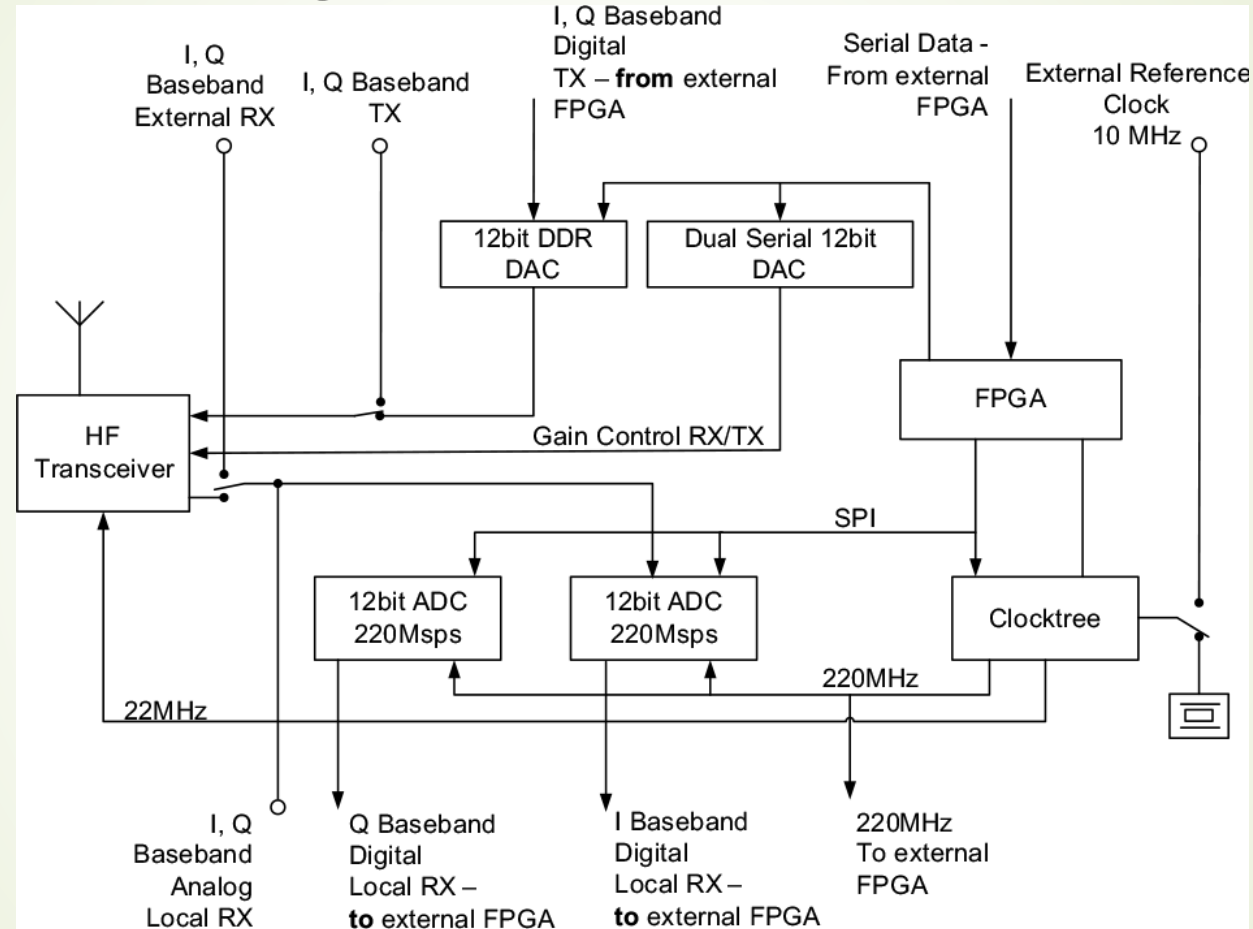 I, Q
Baseband
External RX
I, Q Baseband
TX
I, Q Baseband
Digital
TX – from external
FPGA
Serial Data -
From external
FPGA
External Reference
Clock
10 MHz
12bit DDR
DAC
Dual Serial 12bit
DAC
FPGA
HF
Transceiver
Gain Control RX/TX
SPI
12bit ADC
220Msps
12bit ADC
220Msps
Clocktree
220MHz
22MHz
I, Q
Baseband
Analog
Local RX
Q Baseband
Digital
Local RX –
to external FPGA
I Baseband
Digital
Local RX –
to external FPGA
220MHz
To external
FPGA